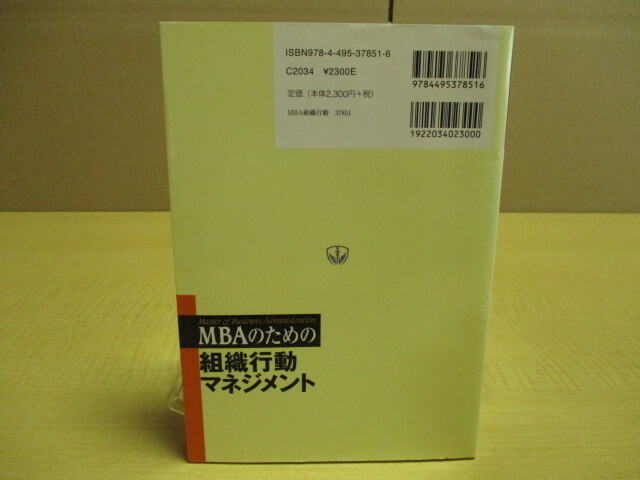 ISBN978-4-495-37851-6
C2034 ¥2300E
定価（本体2,300円＋税）
MBA組織行動 37851
9784495378516
1922034023000
Master of Business Administration
MBAのための
組織行動
マネジメント